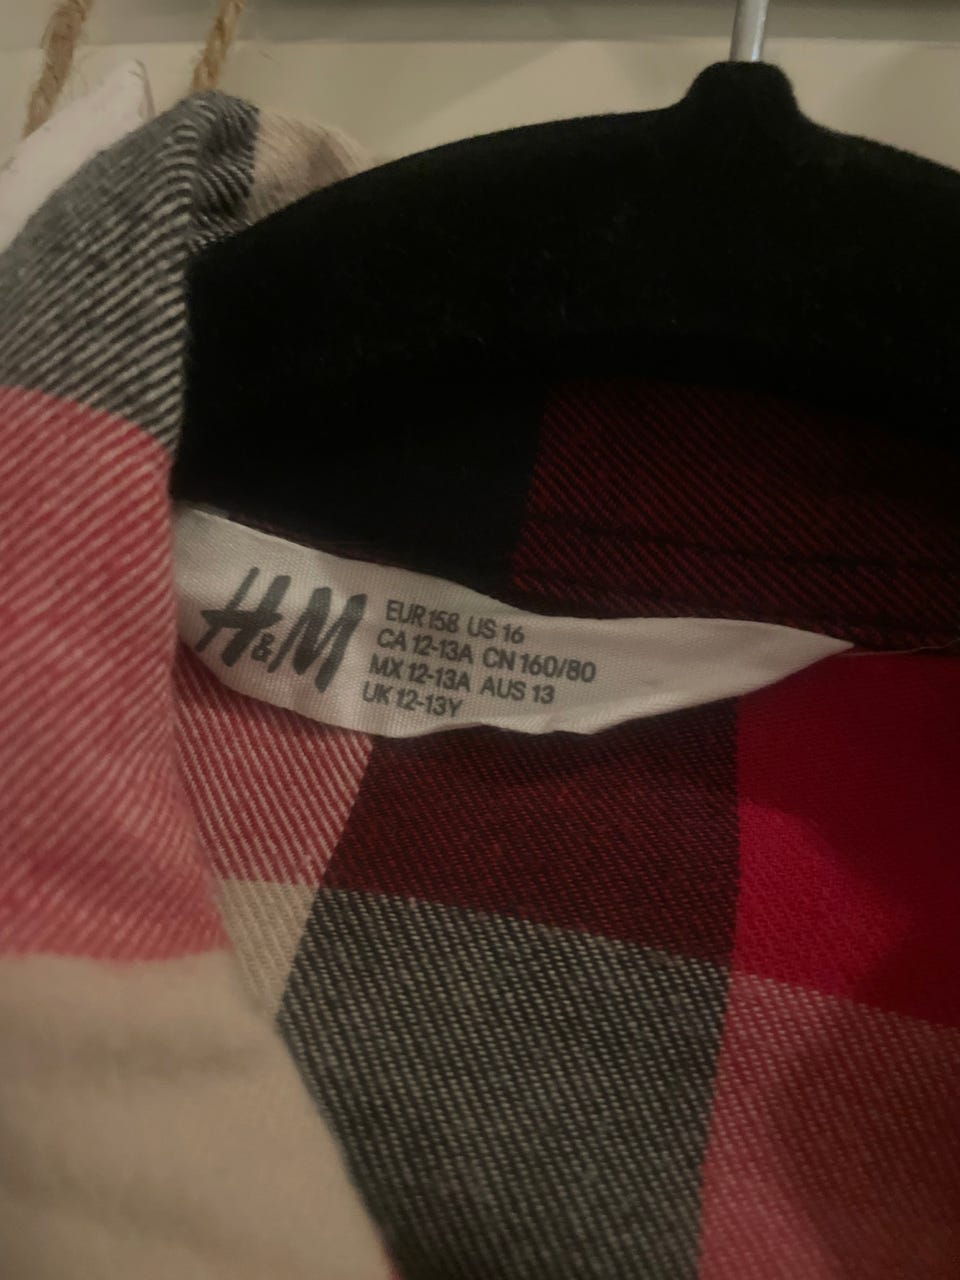 H&M
EUR 158 US 16
CA 12-13A CN 160/80
MX 12-13A AUS 13
UK 12-13Y